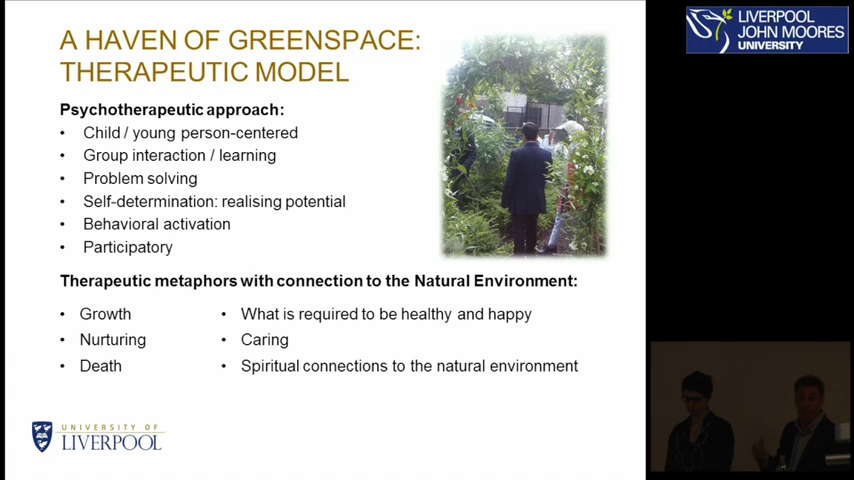 A HAVEN OF GREENSPACE:
THERAPEUTIC MODEL
Psychotherapeutic approach:
• Child / young person-centered
• Group interaction / learning
• Problem solving
• Self-determination: realising potential
• Behavioral activation
• Participatory
Therapeutic metaphors with connection to the Natural Environment:
• Growth
• Nurturing
• Death
• What is required to be healthy and happy
• Caring
• Spiritual connections to the natural environment
UNIVERSITY OF
LIVERPOOL
LIVERPOOL
JOHN MOORES
UNIVERSITY